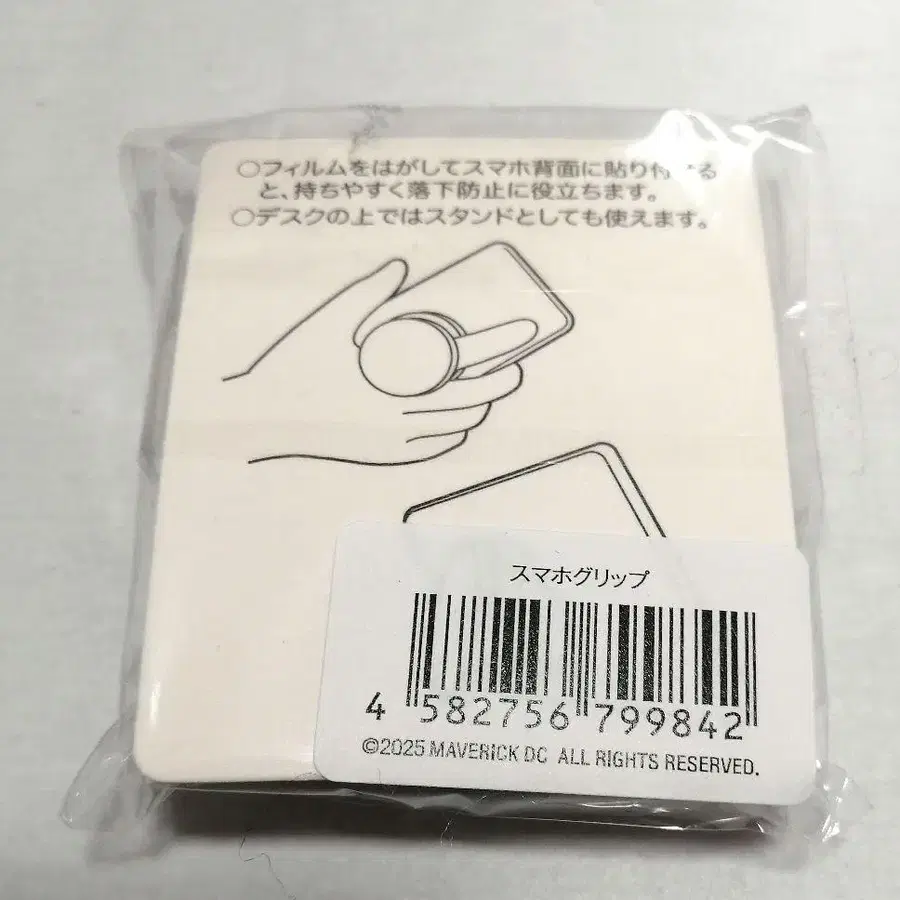 ○フィルムをはがしてスマホ背面に貼り付ける
と、持ちやすく落下防止に役立ちます。
○デスクの上ではスタンドとしても使えます。
スマホグリップ
4 582756 799842
©2025 MAVERICK DC ALL RIGHTS RESERVED.